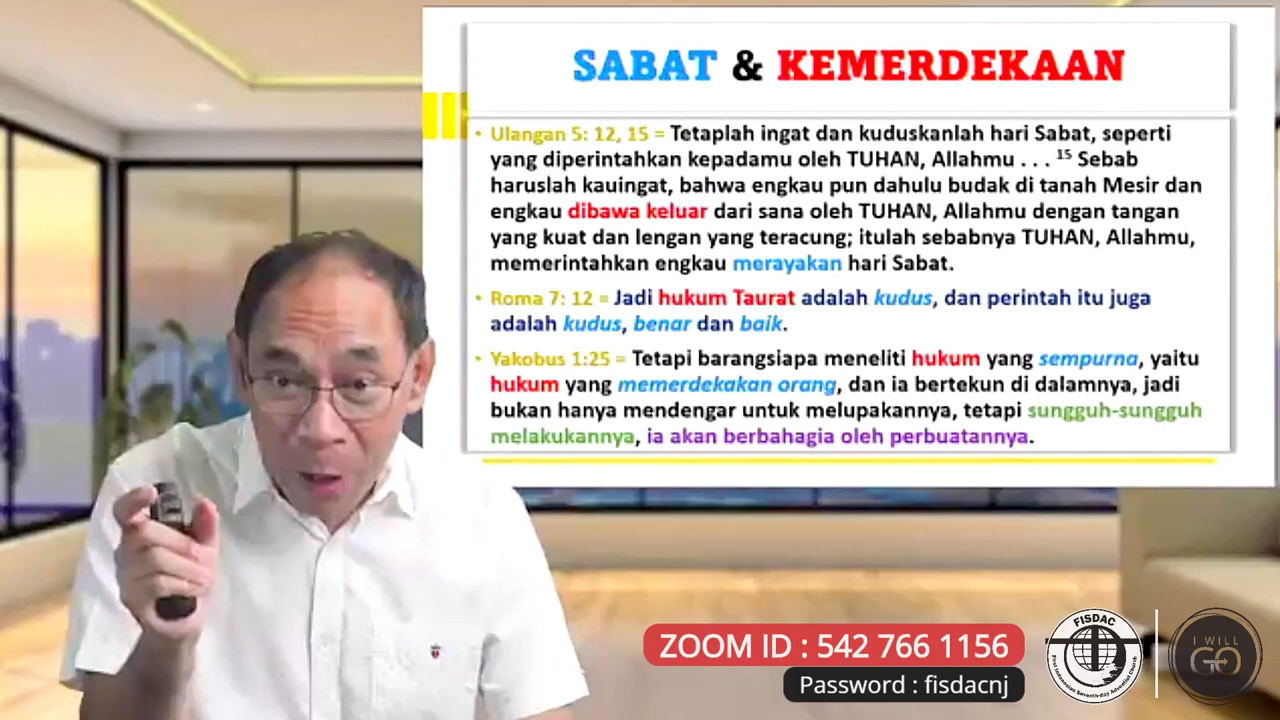 SABAT & KEMERDEKAAN
• Ulangan 5: 12, 15 = Tetaplah ingat dan kuduskanlah hari Sabat, seperti
yang diperintahkan kepadamu oleh TUHAN, Allahmu . . . ¹⁵ Sebab
haruslah kauingat, bahwa engkau pun dahulu budak di tanah Mesir dan
engkau dibawa keluar dari sana oleh TUHAN, Allahmu dengan tangan
yang kuat dan lengan yang teracung; itulah sebabnya TUHAN, Allahmu,
memerintahkan engkau merayakan hari Sabat.
• Roma 7: 12 = Jadi hukum Taurat adalah kudus, dan perintah itu juga
adalah kudus, benar dan baik.
• Yakobus 1:25 = Tetapi barangsiapa meneliti hukum yang sempurna, yaitu
hukum yang memerdekakan orang, dan ia bertekun di dalamnya, jadi
bukan hanya mendengar untuk melupakannya, tetapi sungguh-sungguh
melakukannya, ia akan berbahagia oleh perbuatannya.
ZOOM ID : 542 766 1156
Password : fisdacnj
FISDAC
First Indonesian Seventh-day Adventist Church
I WILL
GO